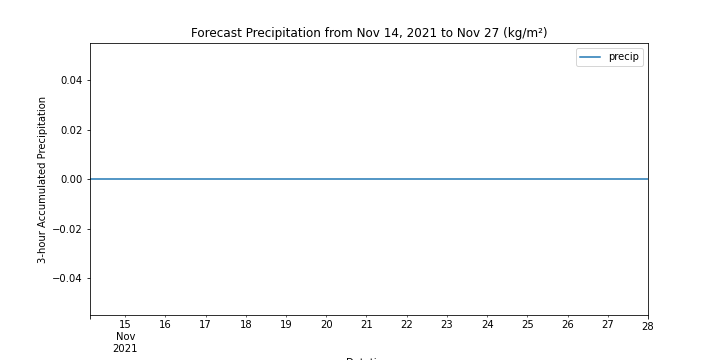 Forecast Precipitation from Nov 14, 2021 to Nov 27 (kg/m²)
precip
3-hour Accumulated Precipitation
0.04
0.02
0.00
−0.02
−0.04
15 16 17 18 19 20 21 22 23 24 25 26 27 28
Nov
2021